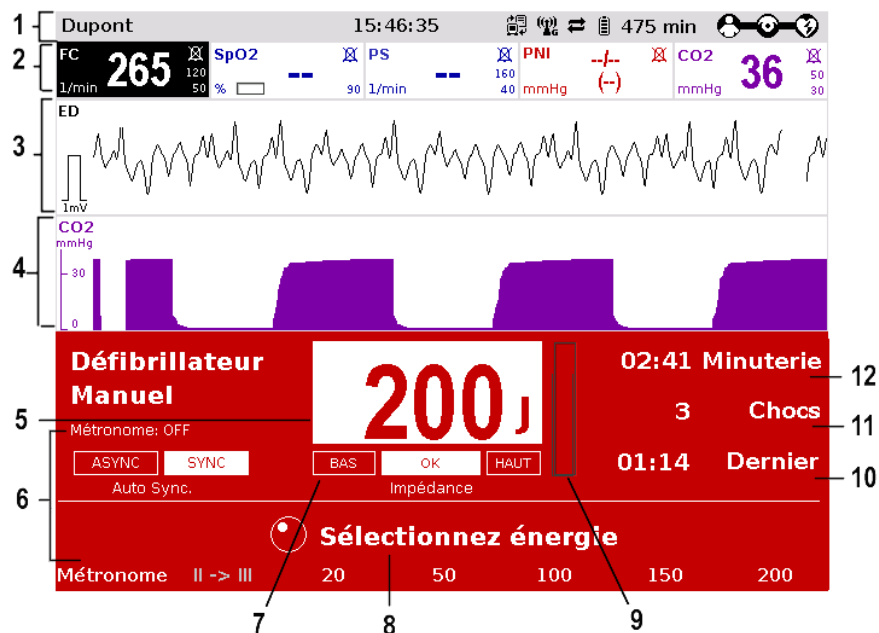 1 Dupont 15:46:35 475 min
2 FC 265 120 SpO2 -- PS -- 160 PNI --/-- CO2 36 50
1/min 50 % 90 1/min 40 mmHg (--) mmHg 30
ED
3
1mV
CO2
mmHg
4 30
0
Défibrillateur 200 J 02:41 Minuterie
Manuel 12
5 3 Chocs
Métronome: OFF 11
ASYNC SYNC BAS OK HAUT 01:14 Dernier
Auto Sync. Impédance 10
6
Sélectionnez énergie
Métronome II -> III 20 50 100 150 200
7 8 9